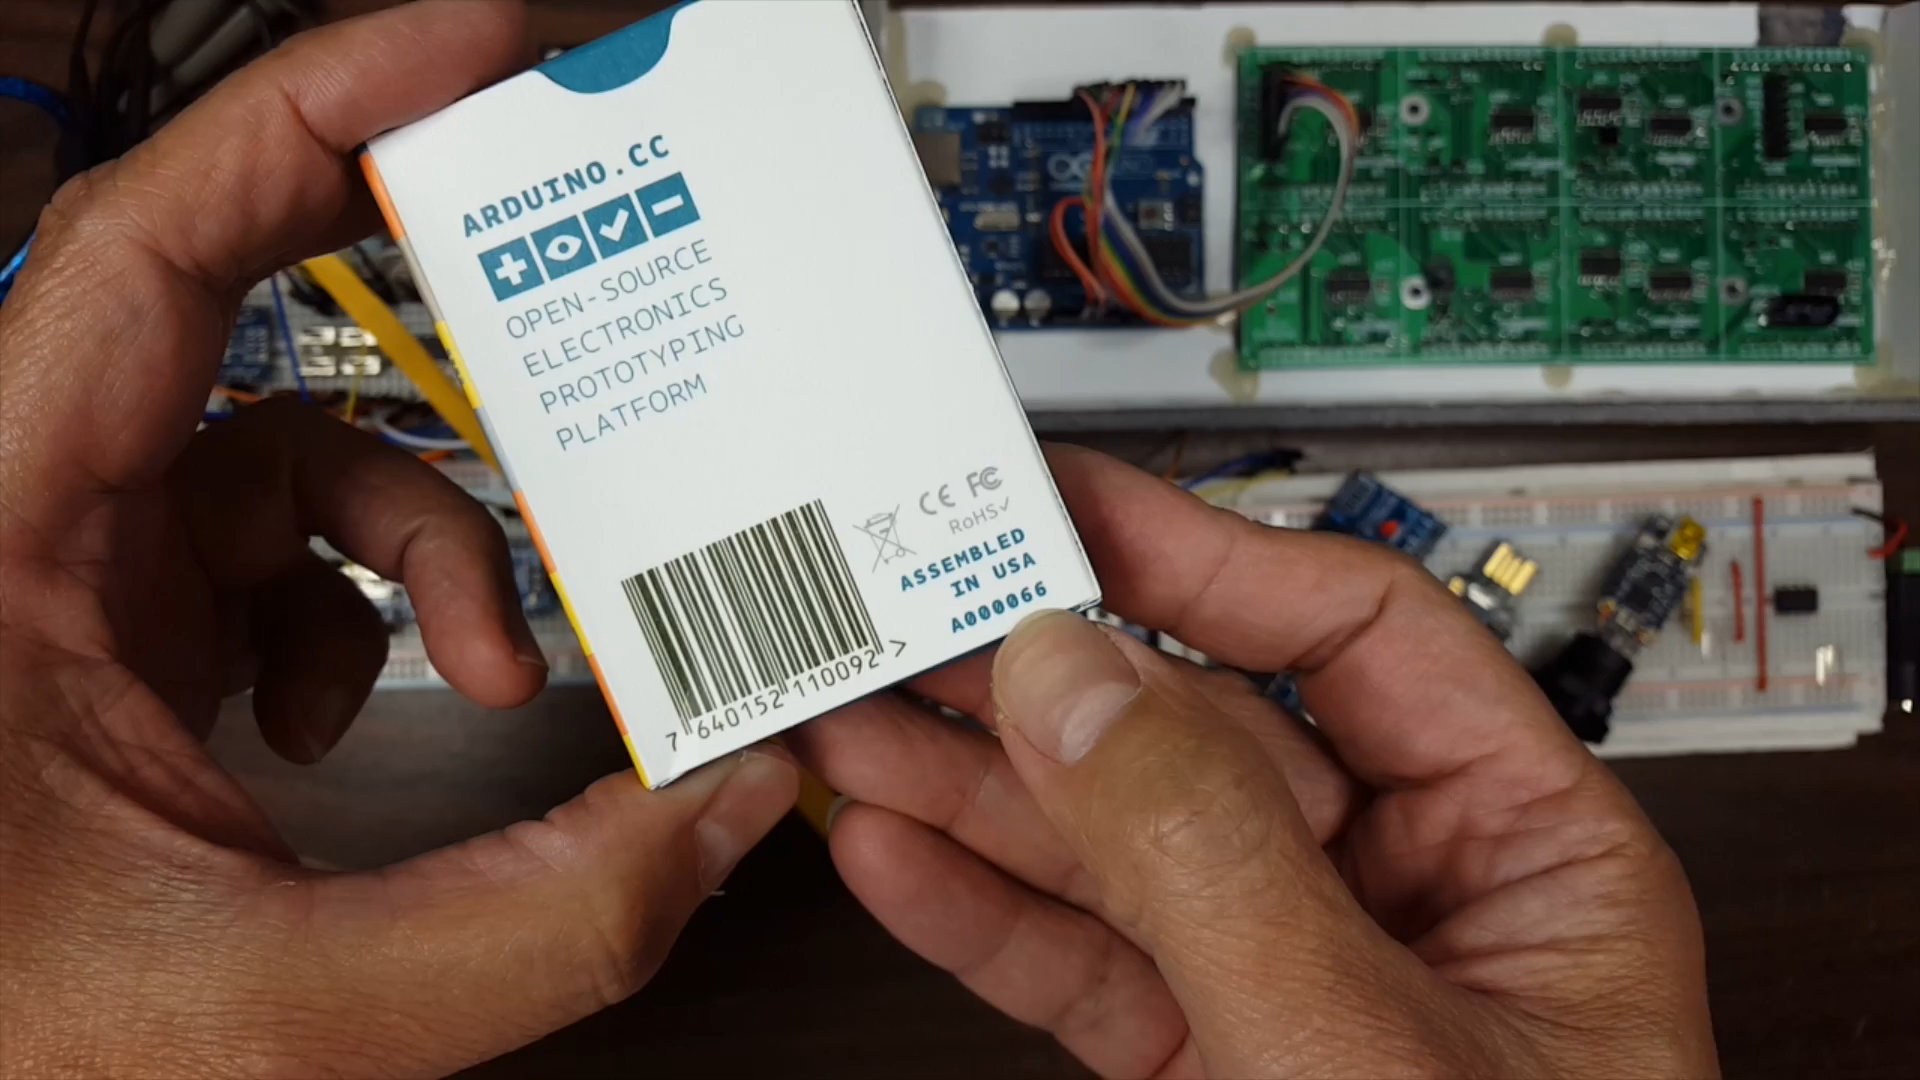 ARDUINO.CC
OPEN-SOURCE
ELECTRONICS
PROTOTYPING
PLATFORM
CE FC
RoHS✓
ASSEMBLED
IN USA
A000066
7 640152 110092 >